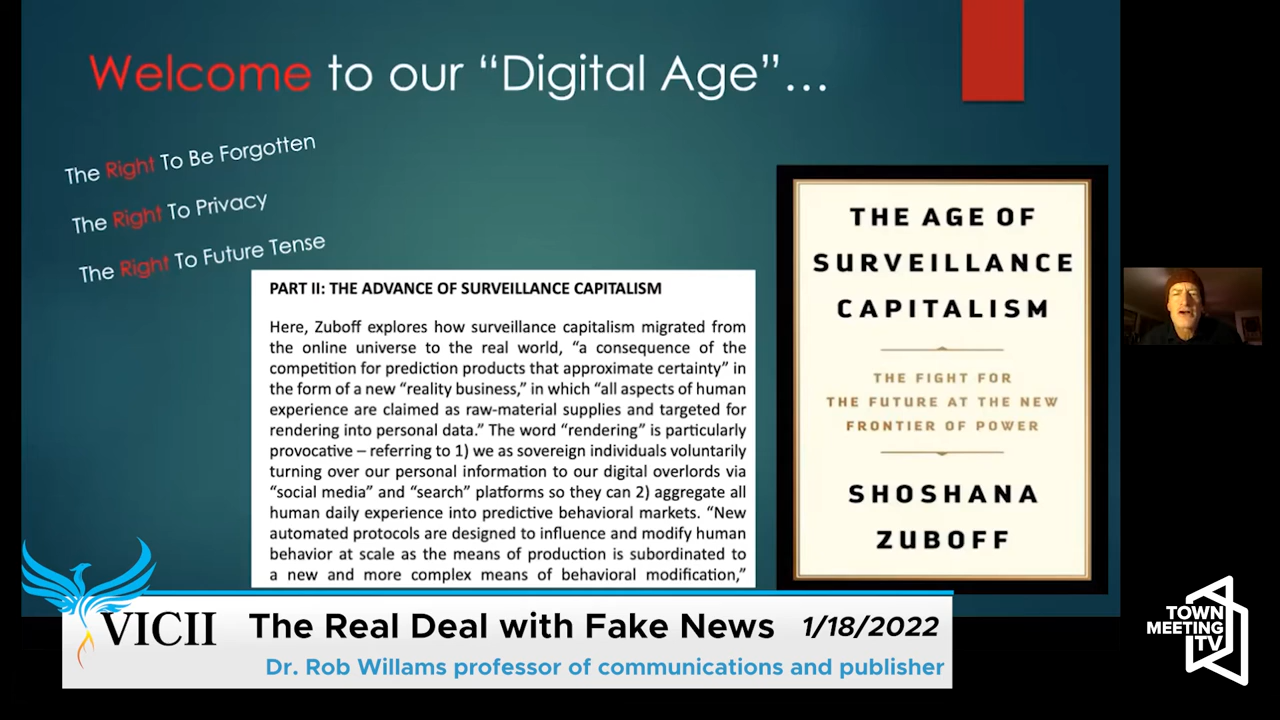 Welcome to our “Digital Age”...
The Right To Be Forgotten
The Right To Privacy
The Right To Future Tense
PART II: THE ADVANCE OF SURVEILLANCE CAPITALISM
Here, Zuboff explores how surveillance capitalism migrated from
the online universe to the real world, “a consequence of the
competition for prediction products that approximate certainty” in
the form of a new “reality business,” in which “all aspects of human
experience are claimed as raw-material supplies and targeted for
rendering into personal data.” The word “rendering” is particularly
provocative – referring to 1) we as sovereign individuals voluntarily
turning over our personal information to our digital overlords via
“social media” and “search” platforms so they can 2) aggregate all
human daily experience into predictive behavioral markets. “New
automated protocols are designed to influence and modify human
behavior at scale as the means of production is subordinated to
a new and more complex means of behavioral modification,”
THE AGE OF
SURVEILLANCE
CAPITALISM
THE FIGHT FOR
THE FUTURE AT THE NEW
FRONTIER OF POWER
SHOSHANA
ZUBOFF
VICII
The Real Deal with Fake News 1/18/2022
Dr. Rob Willams professor of communications and publisher
TOWN
MEETING
TV